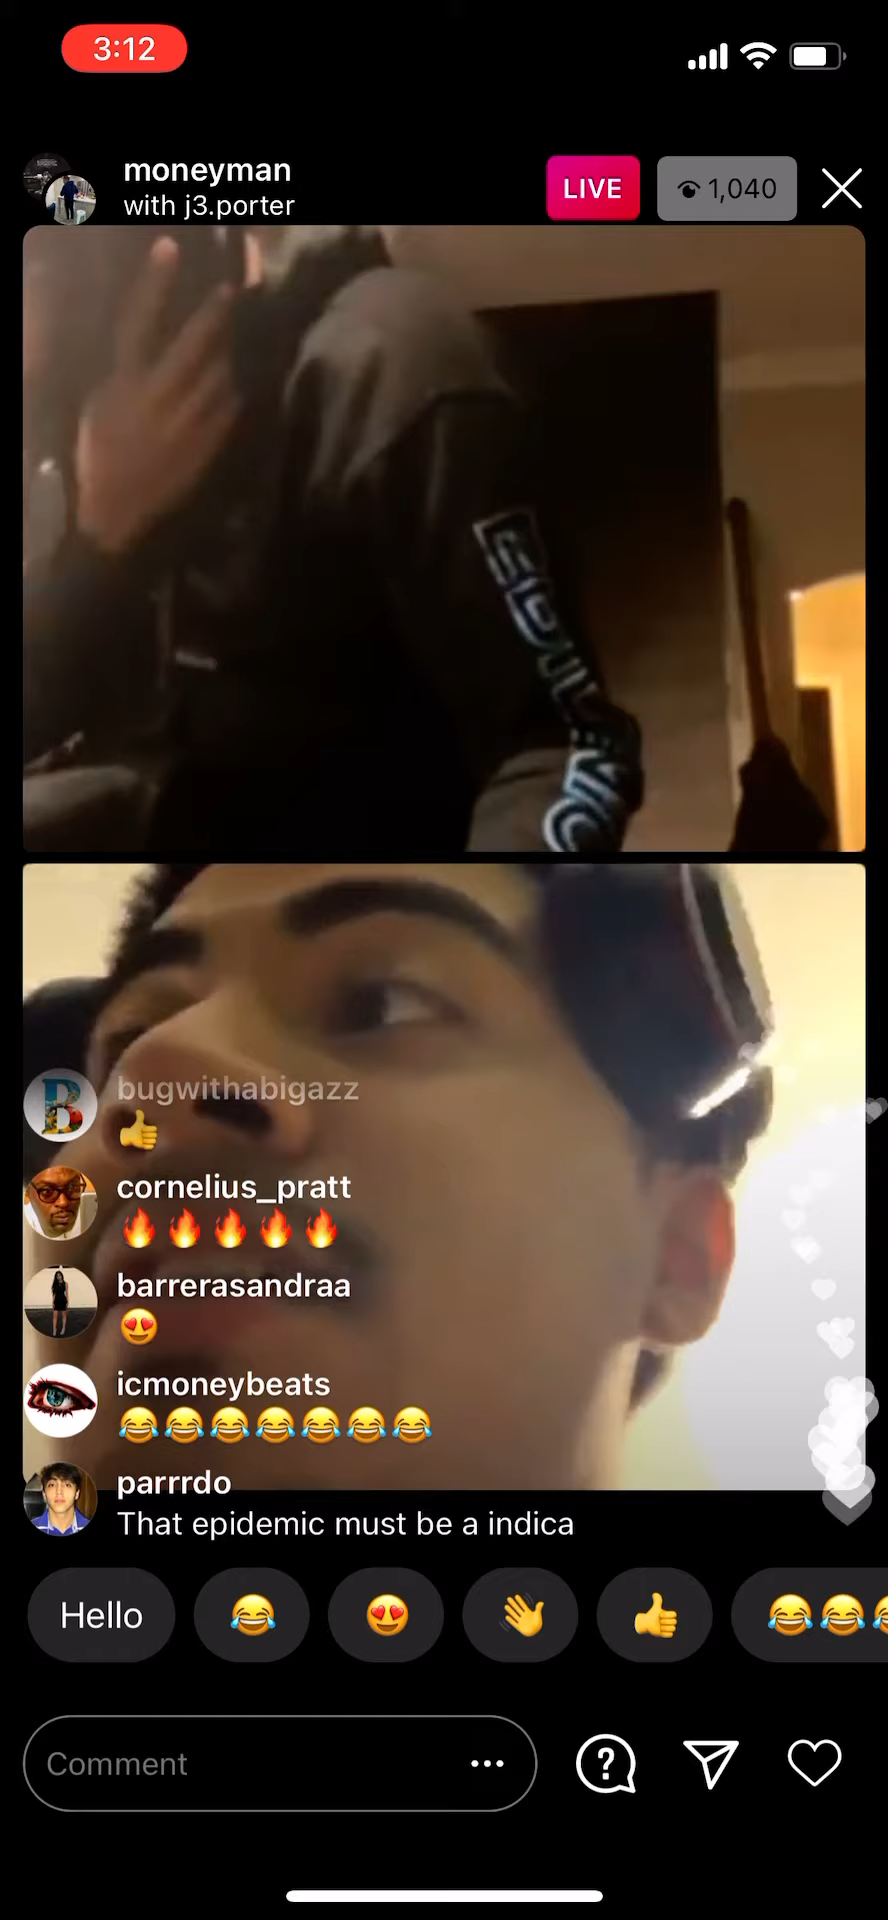 3:12
moneyman
with j3.porter
LIVE
1,040
bugwithabigazz
👍
cornelius_pratt
🔥🔥🔥🔥🔥
barrerasandraa
😍
icmoneybeats
😂😂😂😂😂😂😂
parrrdo
That epidemic must be a indica
Hello 😂 😍 👋 👍 😂😂😂
Comment